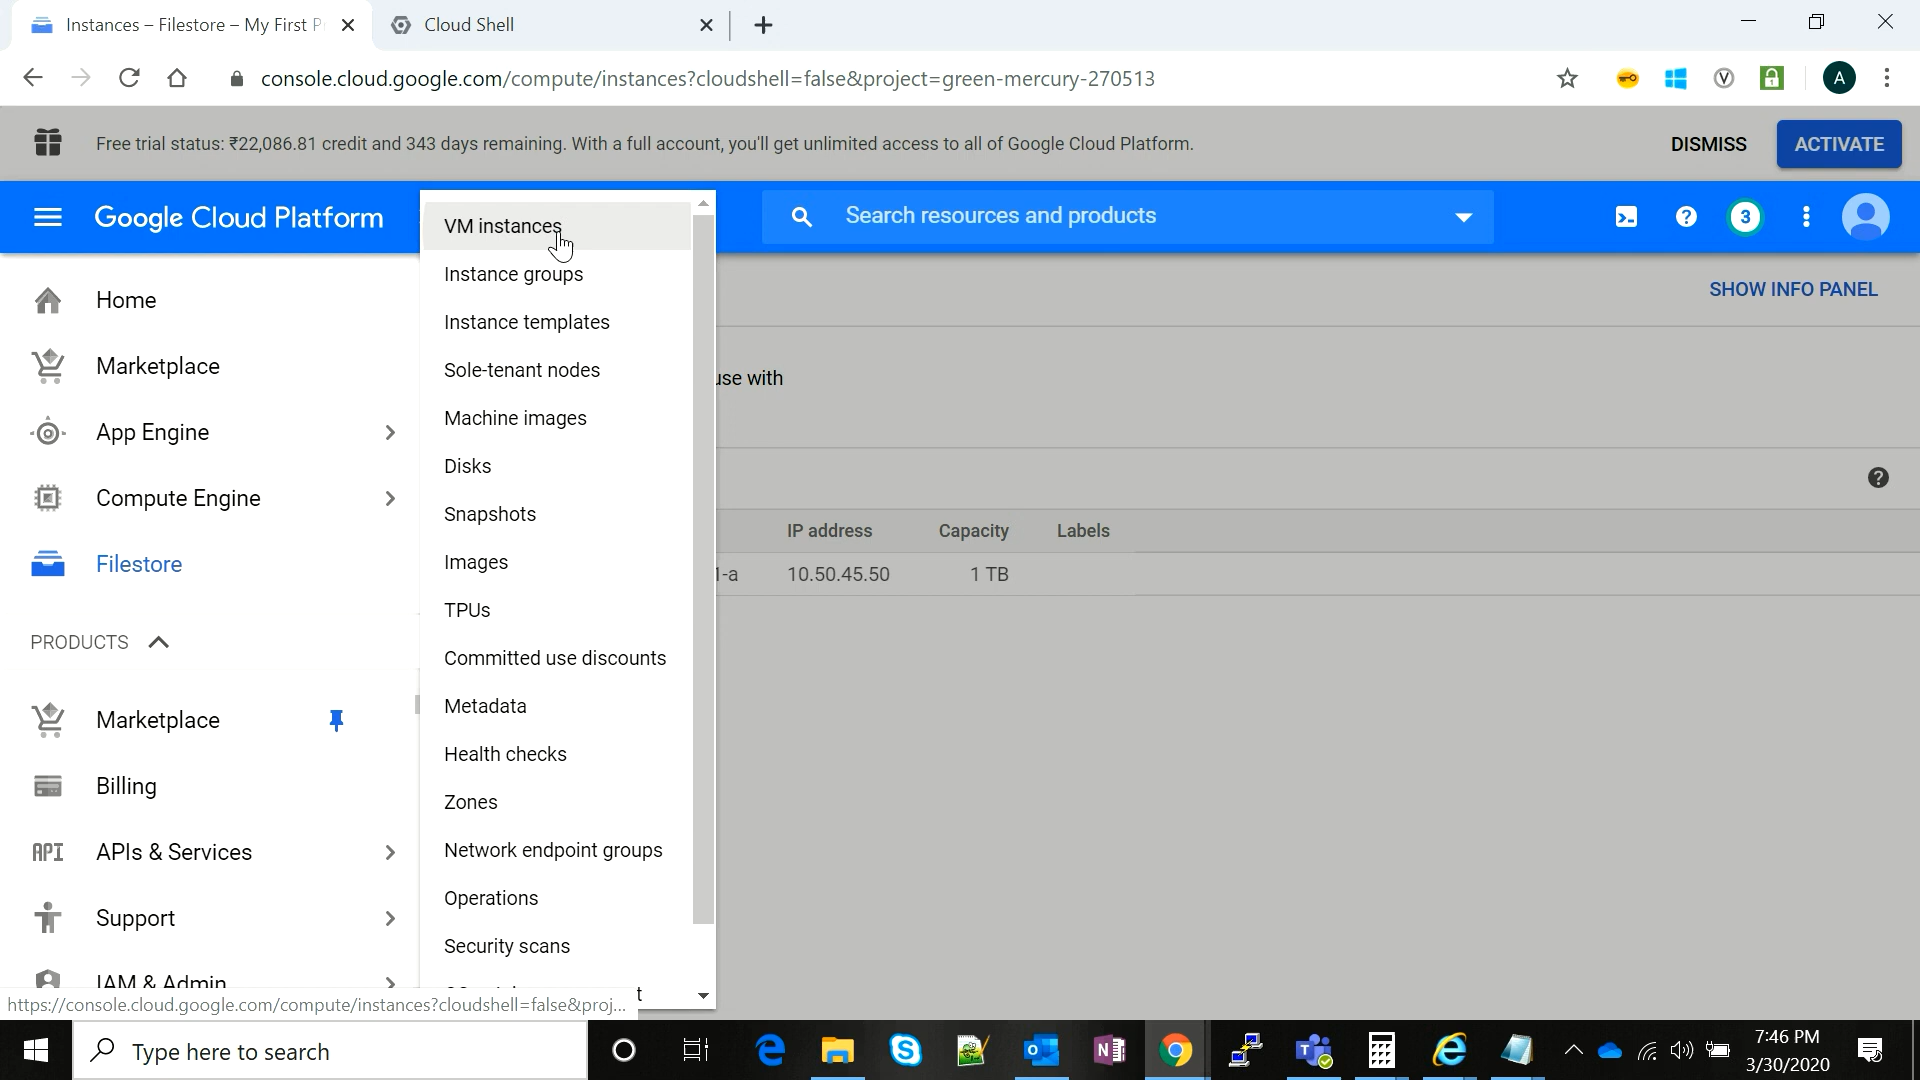 Instances – Filestore – My First P
Cloud Shell
console.cloud.google.com/compute/instances?cloudshell=false&project=green-mercury-270513
V
A
Free trial status: ₹22,086.81 credit and 343 days remaining. With a full account, you'll get unlimited access to all of Google Cloud Platform.
DISMISS
ACTIVATE
Google Cloud Platform
Search resources and products
3
Home
Marketplace
App Engine
Compute Engine
Filestore
PRODUCTS
Marketplace
Billing
API APIs & Services
Support
IAM & Admin
VM instances
Instance groups
Instance templates
Sole-tenant nodes
Machine images
Disks
Snapshots
Images
TPUs
Committed use discounts
Metadata
Health checks
Zones
Network endpoint groups
Operations
Security scans
SHOW INFO PANEL
use with
IP address Capacity Labels
1-a 10.50.45.50 1 TB
https://console.cloud.google.com/compute/instances?cloudshell=false&proj...
Type here to search
7:46 PM
3/30/2020